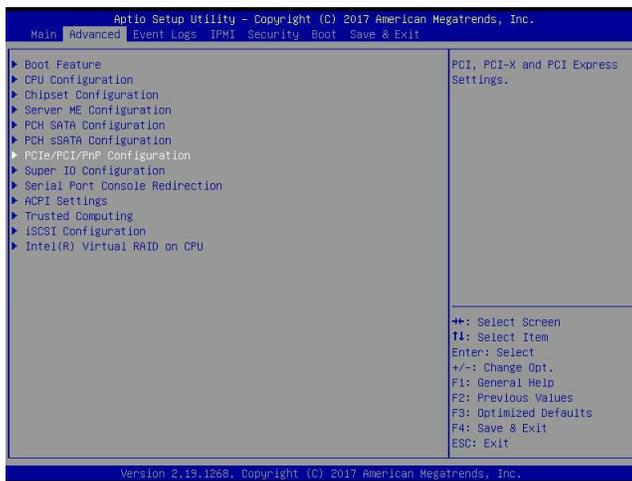 Aptio Setup Utility – Copyright (C) 2017 American Megatrends, Inc.
Main Advanced Event Logs IPMI Security Boot Save & Exit
▶ Boot Feature
▶ CPU Configuration
▶ Chipset Configuration
▶ Server ME Configuration
▶ PCH SATA Configuration
▶ PCH sSATA Configuration
▶ PCIe/PCI/PnP Configuration
▶ Super IO Configuration
▶ Serial Port Console Redirection
▶ ACPI Settings
▶ Trusted Computing
▶ iSCSI Configuration
▶ Intel(R) Virtual RAID on CPU
PCI, PCI-X and PCI Express
Settings.
→←: Select Screen
↑↓: Select Item
Enter: Select
+/-: Change Opt.
F1: General Help
F2: Previous Values
F3: Optimized Defaults
F4: Save & Exit
ESC: Exit
Version 2.19.1268. Copyright (C) 2017 American Megatrends, Inc.